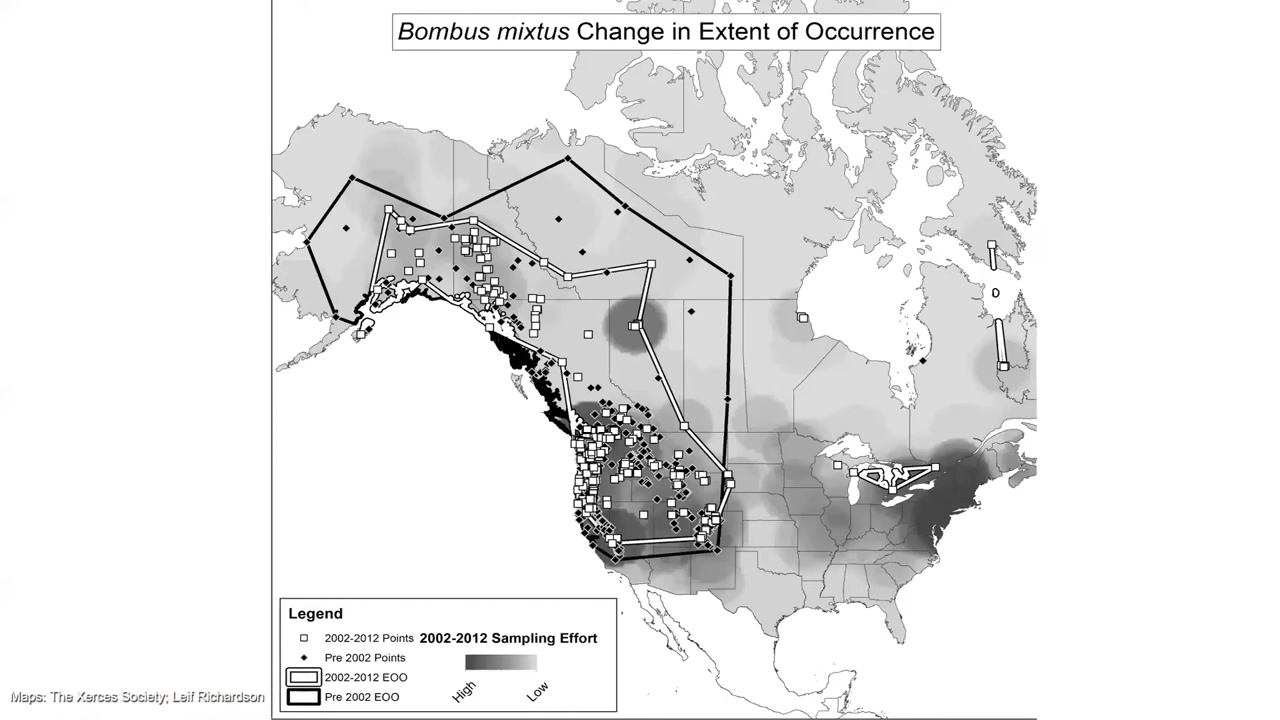 Bombus mixtus Change in Extent of Occurrence
Legend
2002-2012 Points
Pre 2002 Points
2002-2012 EOO
Pre 2002 EOO
2002-2012 Sampling Effort
High
Low
Maps: The Xerces Society; Leif Richardson